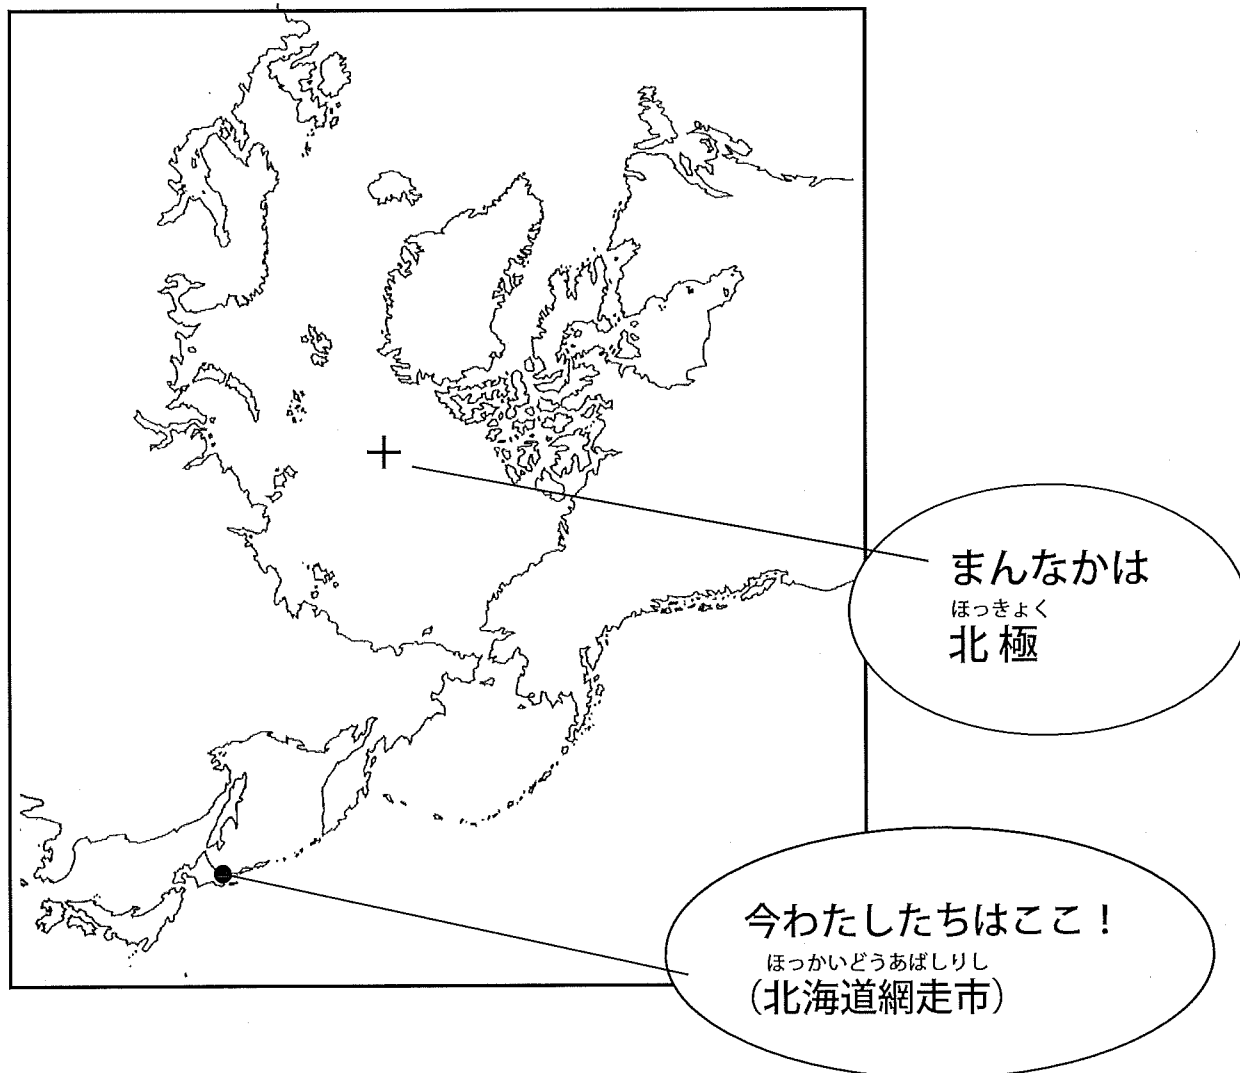 まんなかは
ほっきょく
北極
今わたしたちはここ！
ほっかいどうあばしりし
（北海道網走市）